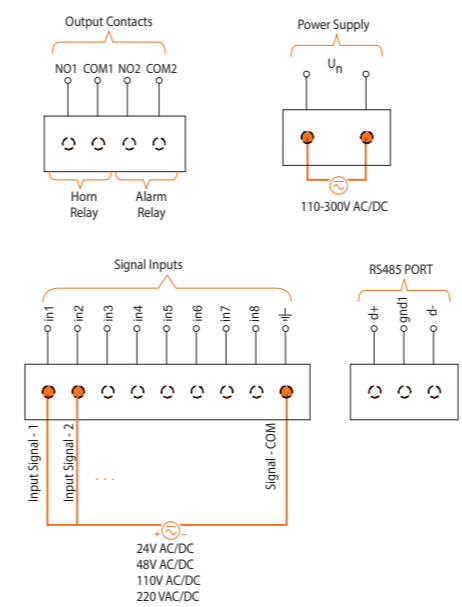 Output Contacts
NO1 COM1 NO2 COM2
Horn
Relay
Alarm
Relay
Power Supply
Un
110-300V AC/DC
Signal Inputs
in1 in2 in3 in4 in5 in6 in7 in8
Input Signal - 1
Input Signal - 2
. . .
Signal - COM
+ -
24V AC/DC
48V AC/DC
110V AC/DC
220 VAC/DC
RS485 PORT
d+ gnd1 d-